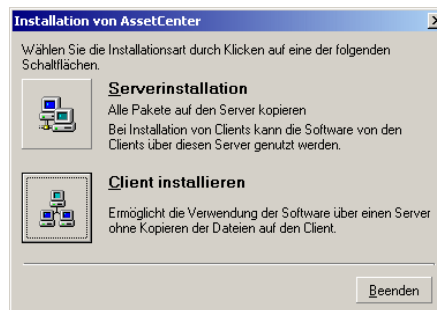 Installation von AssetCenter
Wählen Sie die Installationsart durch Klicken auf eine der folgenden
Schaltflächen.
Serverinstallation
Alle Pakete auf den Server kopieren
Bei Installation von Clients kann die Software von den
Clients über diesen Server genutzt werden.
Client installieren
Ermöglicht die Verwendung der Software über einen Server
ohne Kopieren der Dateien auf den Client.
Beenden